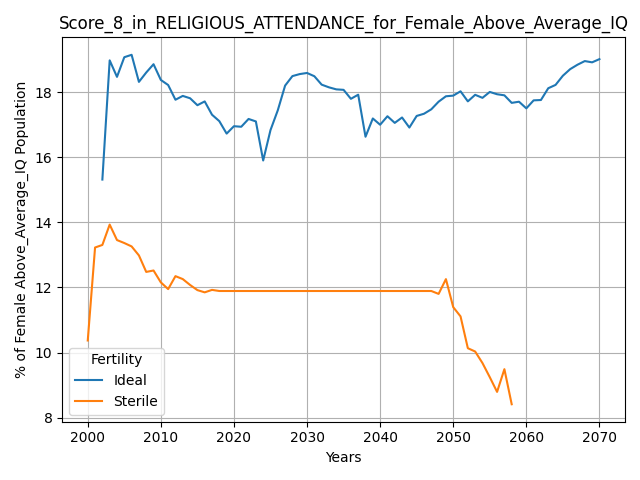 Score_8_in_RELIGIOUS_ATTENDANCE_for_Female_Above_Average_IQ
% of Female Above_Average_IQ Population
18
16
14
12
10
8
Fertility
Ideal
Sterile
2000 2010 2020 2030 2040 2050 2060 2070
Years